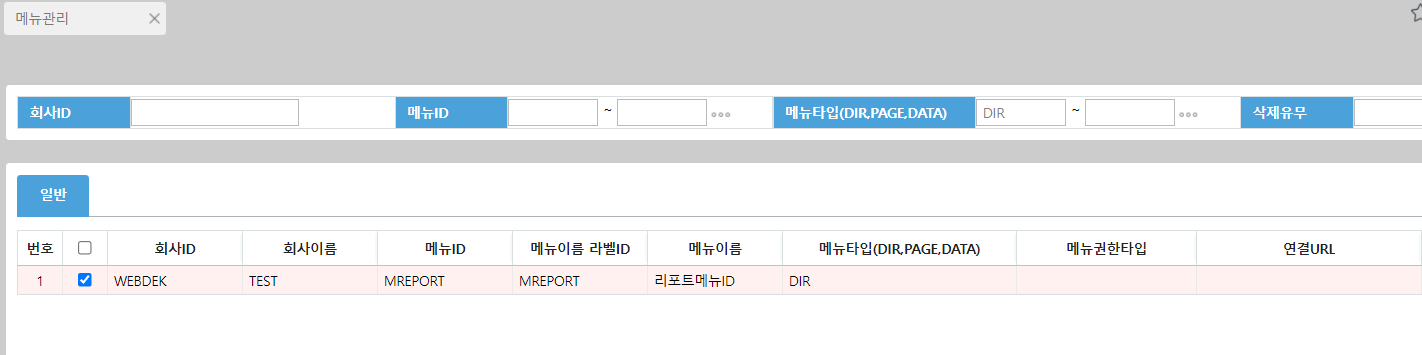 메뉴관리
회사ID 메뉴ID ~ 메뉴타입(DIR,PAGE,DATA) DIR ~ 삭제유무
일반
번호 회사ID 회사이름 메뉴ID 메뉴이름 라벨ID 메뉴이름 메뉴타입(DIR,PAGE,DATA) 메뉴권한타입 연결URL
1 WEBDEK TEST MREPORT MREPORT 리포트메뉴ID DIR